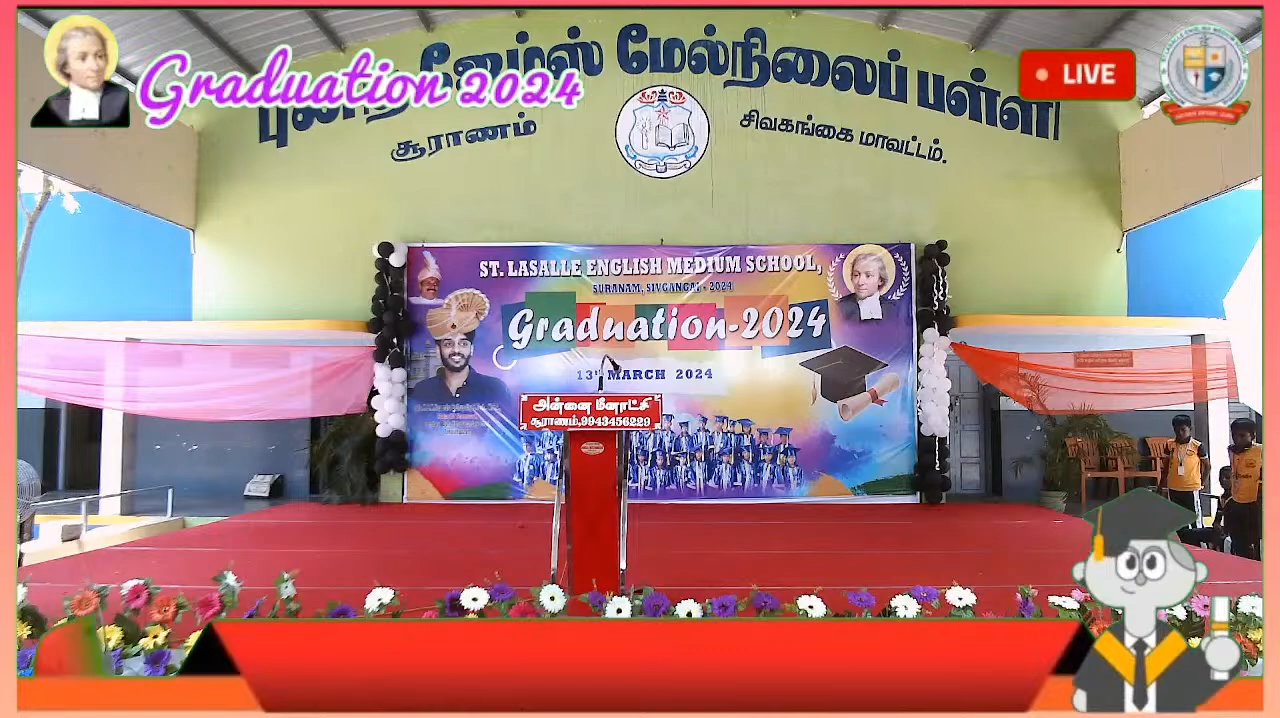 Graduation 2024
ஜேம்ஸ் மேல்நிலைப் பள்ளி
LIVE
சூராணம்
சிவகங்கை மாவட்டம்.
ST. LASALLE ENGLISH MEDIUM SCHOOL,
SURANAM, SIVGANGAI - 2024
Graduation-2024
13TH MARCH 2024
அன்னை மீனாட்சி
சூராணம்,9943456229